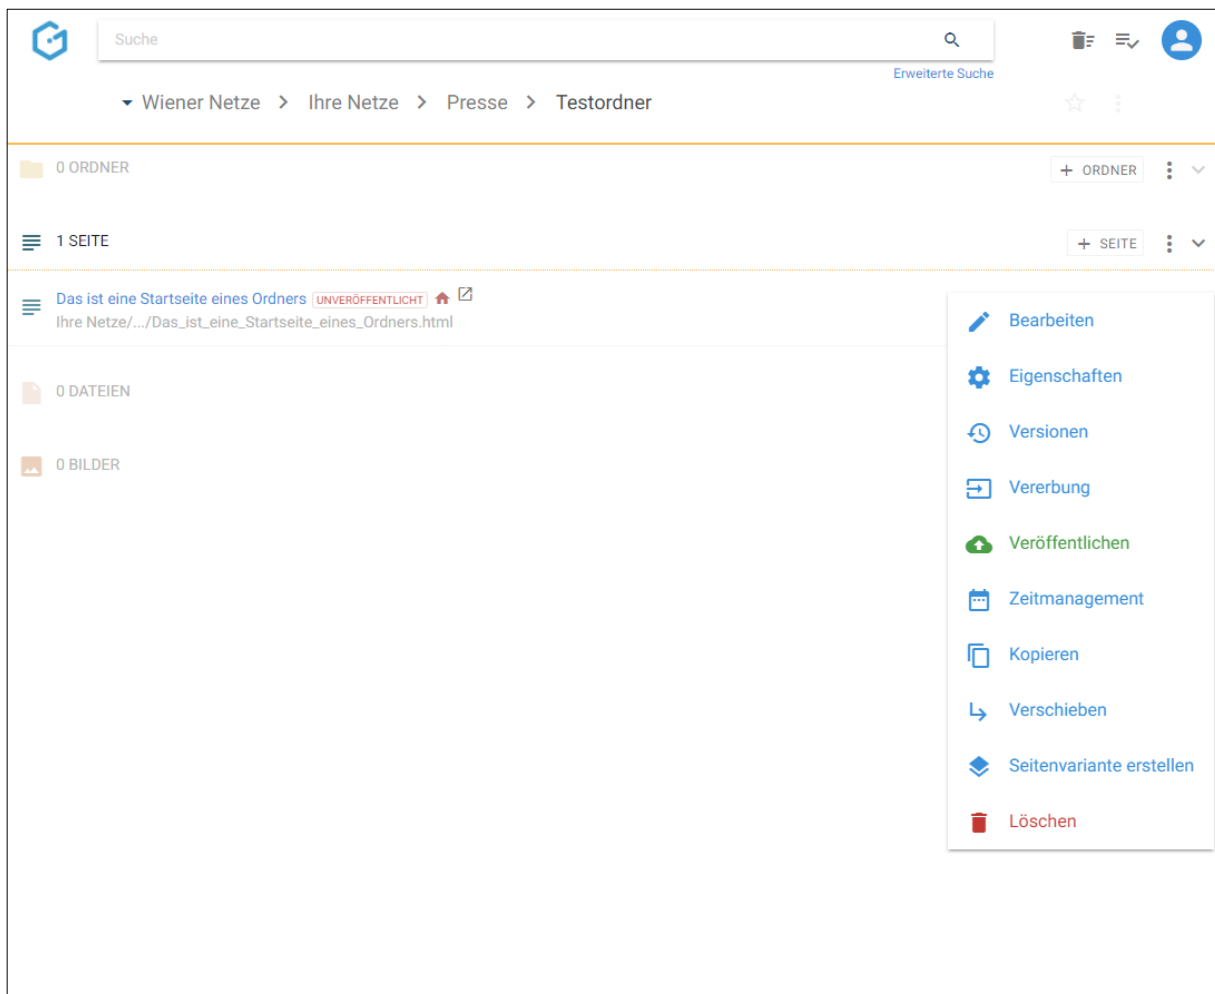 Suche
Erweiterte Suche
Wiener Netze > Ihre Netze > Presse > Testordner
0 ORDNER
+ ORDNER
1 SEITE
+ SEITE
Das ist eine Startseite eines Ordners UNVERÖFFENTLICHT
Ihre Netze/.../Das_ist_eine_Startseite_eines_Ordners.html
0 DATEIEN
0 BILDER
Bearbeiten
Eigenschaften
Versionen
Vererbung
Veröffentlichen
Zeitmanagement
Kopieren
Verschieben
Seitenvariante erstellen
Löschen